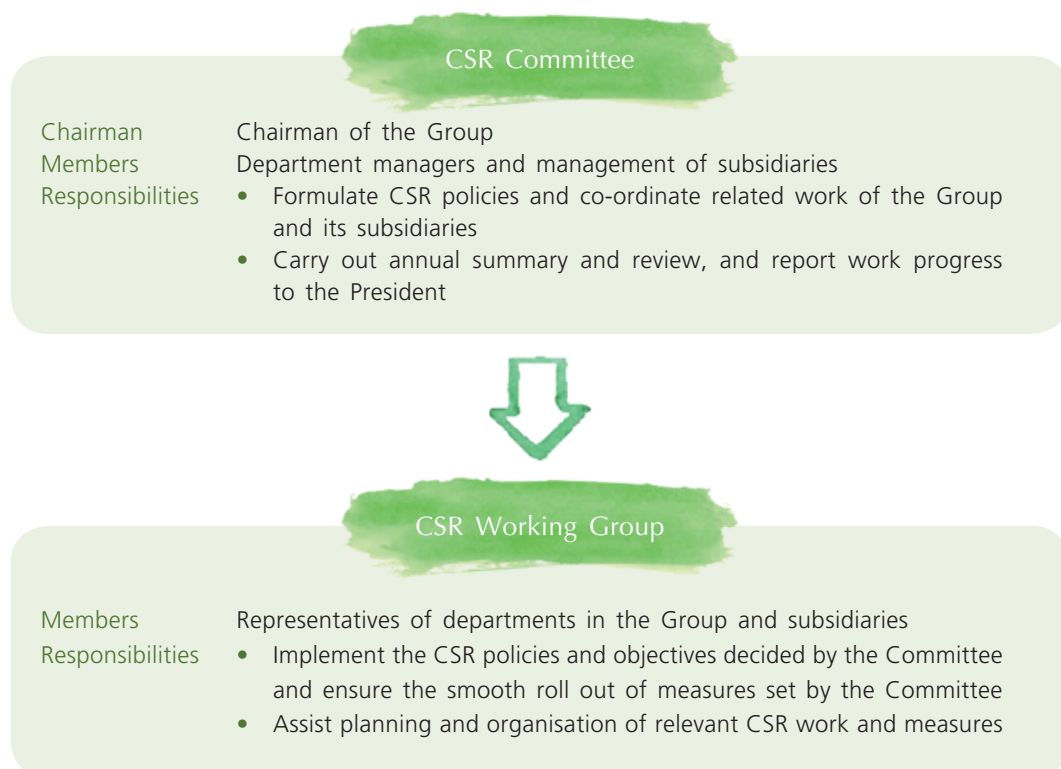 CSR Committee
Chairman Chairman of the Group
Members Department managers and management of subsidiaries
Responsibilities • Formulate CSR policies and co-ordinate related work of the Group
and its subsidiaries
• Carry out annual summary and review, and report work progress
to the President
CSR Working Group
Members Representatives of departments in the Group and subsidiaries
Responsibilities • Implement the CSR policies and objectives decided by the Committee
and ensure the smooth roll out of measures set by the Committee
• Assist planning and organisation of relevant CSR work and measures